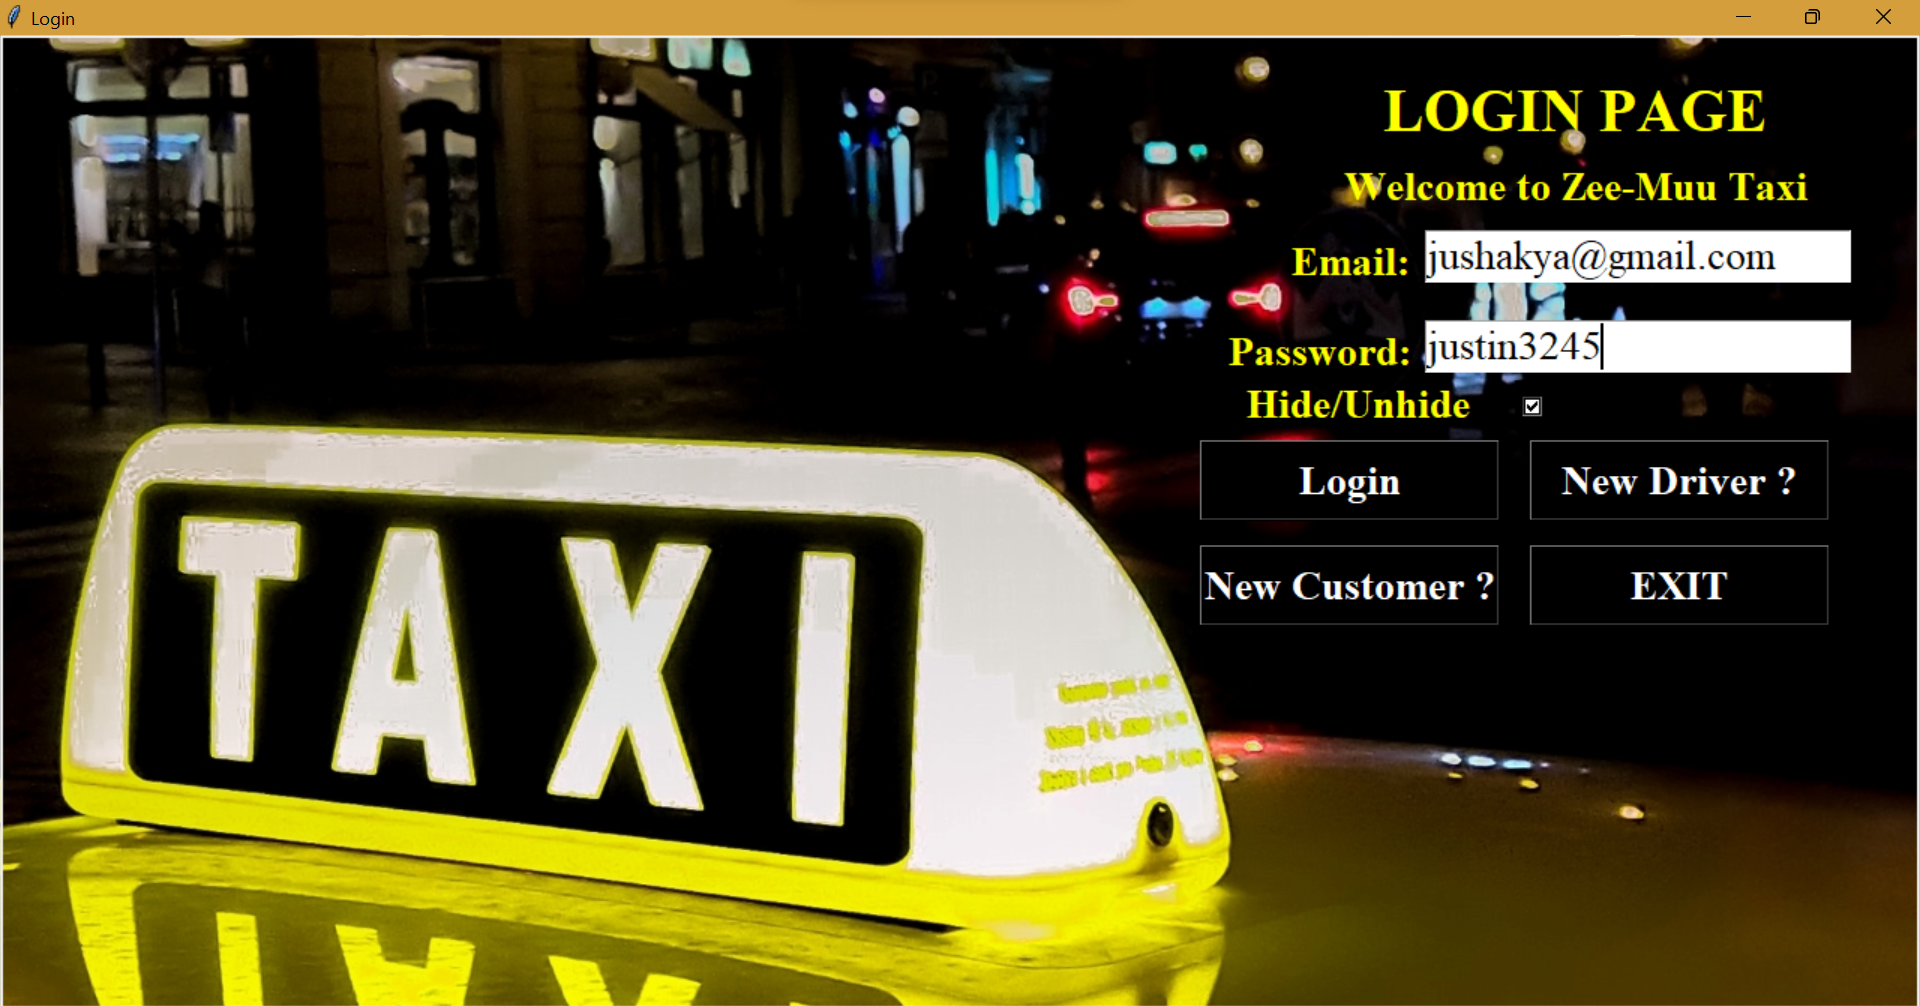 Login
LOGIN PAGE
Welcome to Zee-Muu Taxi
Email: jushakya@gmail.com
Password: justin3245
Hide/Unhide
Login New Driver ?
New Customer ? EXIT
TAXI